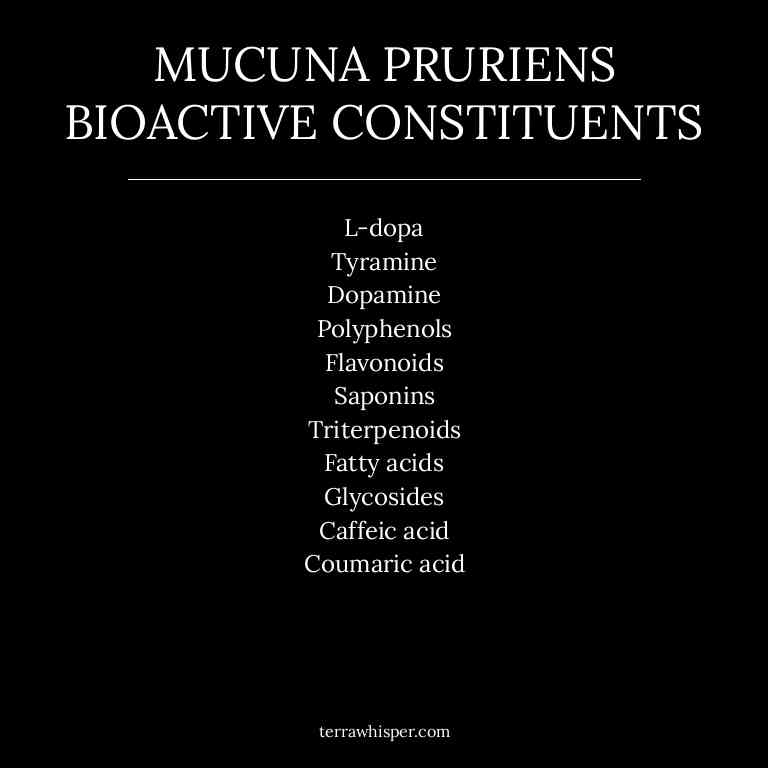 MUCUNA PRURIENS
BIOACTIVE CONSTITUENTS
L-dopa
Tyramine
Dopamine
Polyphenols
Flavonoids
Saponins
Triterpenoids
Fatty acids
Glycosides
Caffeic acid
Coumaric acid
terrawhisper.com